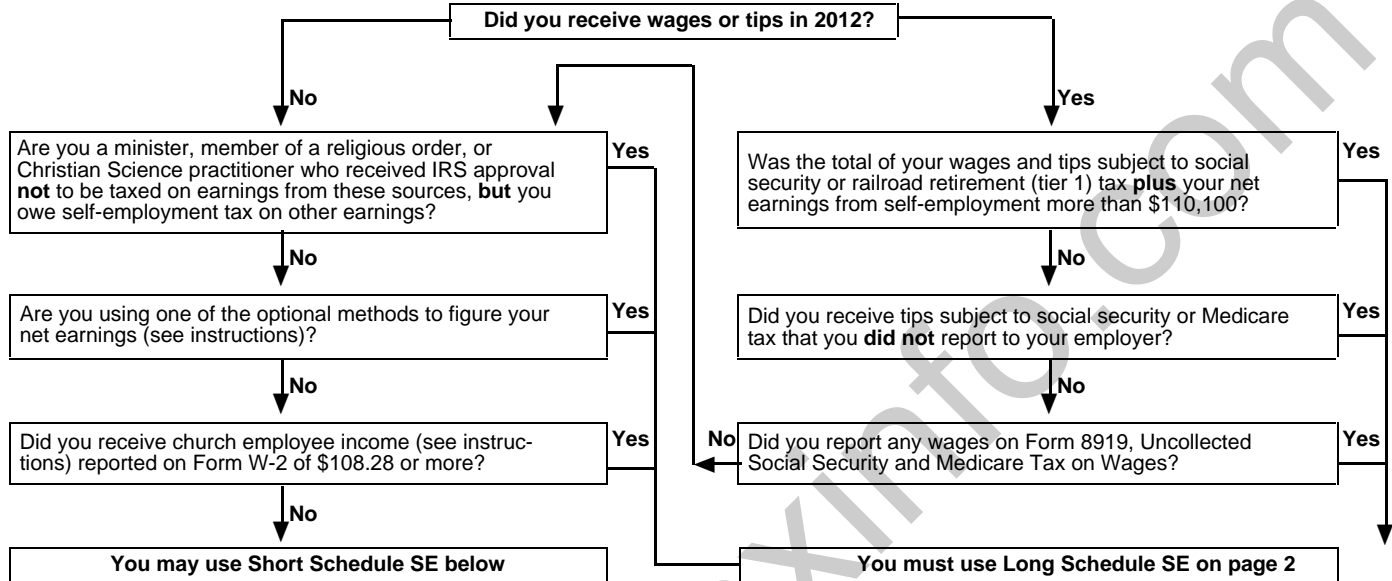 Did you receive wages or tips in 2012?
No
Yes
Are you a minister, member of a religious order, or
Christian Science practitioner who received IRS approval
not to be taxed on earnings from these sources, but you
owe self-employment tax on other earnings?
Yes
Was the total of your wages and tips subject to social
security or railroad retirement (tier 1) tax plus your net
earnings from self-employment more than $110,100?
Yes
No
No
Are you using one of the optional methods to figure your
net earnings (see instructions)?
Yes
Did you receive tips subject to social security or Medicare
tax that you did not report to your employer?
Yes
No
No
Did you receive church employee income (see instruc-
tions) reported on Form W-2 of $108.28 or more?
Yes
No
Did you report any wages on Form 8919, Uncollected
Social Security and Medicare Tax on Wages?
Yes
No
You may use Short Schedule SE below
You must use Long Schedule SE on page 2
xinfo.com